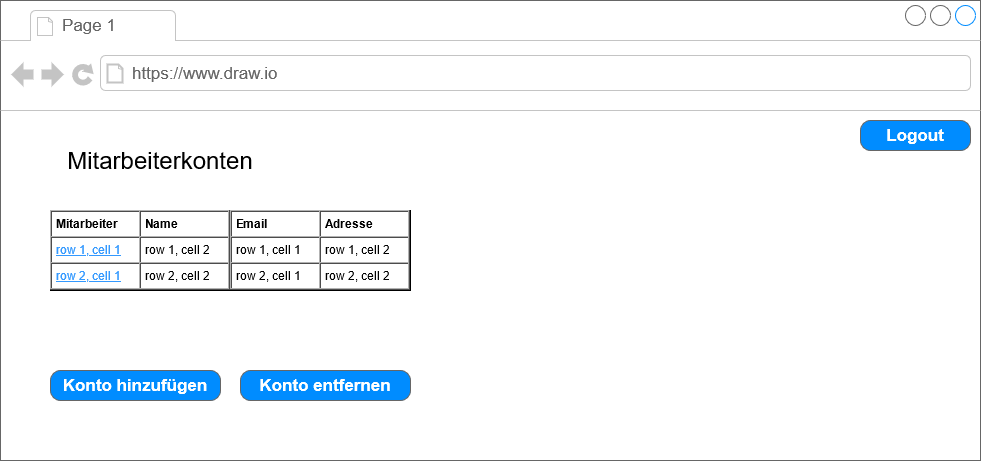 Page 1
https://www.draw.io
Logout
Mitarbeiterkonten
Mitarbeiter Name Email Adresse
row 1, cell 1 row 1, cell 2 row 1, cell 1 row 1, cell 2
row 2, cell 1 row 2, cell 2 row 2, cell 1 row 2, cell 2
Konto hinzufügen Konto entfernen